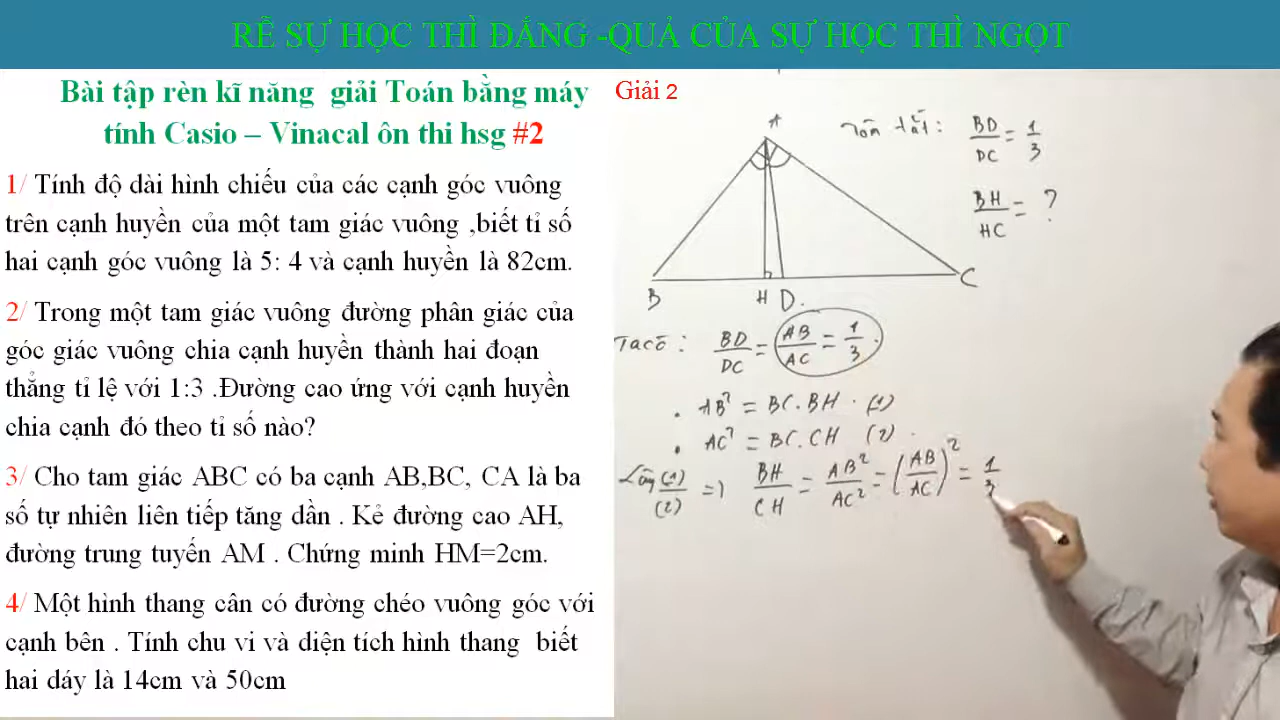 RỄ SỰ HỌC THÌ ĐẮNG -QUẢ CỦA SỰ HỌC THÌ NGỌT
Bài tập rèn kĩ năng giải Toán bằng máy
tính Casio – Vinacal ôn thi hsg #2
1/ Tính độ dài hình chiếu của các cạnh góc vuông
trên cạnh huyền của một tam giác vuông ,biết tỉ số
hai cạnh góc vuông là 5: 4 và cạnh huyền là 82cm.
2/ Trong một tam giác vuông đường phân giác của
góc giác vuông chia cạnh huyền thành hai đoạn
thẳng tỉ lệ với 1:3 .Đường cao ứng với cạnh huyền
chia cạnh đó theo tỉ số nào?
3/ Cho tam giác ABC có ba cạnh AB,BC, CA là ba
số tự nhiên liên tiếp tăng dần . Kẻ đường cao AH,
đường trung tuyến AM . Chứng minh HM=2cm.
4/ Một hình thang cân có đường chéo vuông góc với
cạnh bên . Tính chu vi và diện tích hình thang biết
hai dáy là 14cm và 50cm
Giải 2
A
Tóm tắt: BD/DC = 1/3
BH/HC = ?
B H D. C
Ta có : BD/DC = AB/AC = 1/3.
. AB² = BC.BH . (1)
. AC² = BC.CH (2) .
Lấy (1)/(2) => BH/CH = AB²/AC² = (AB/AC)² = 1/3